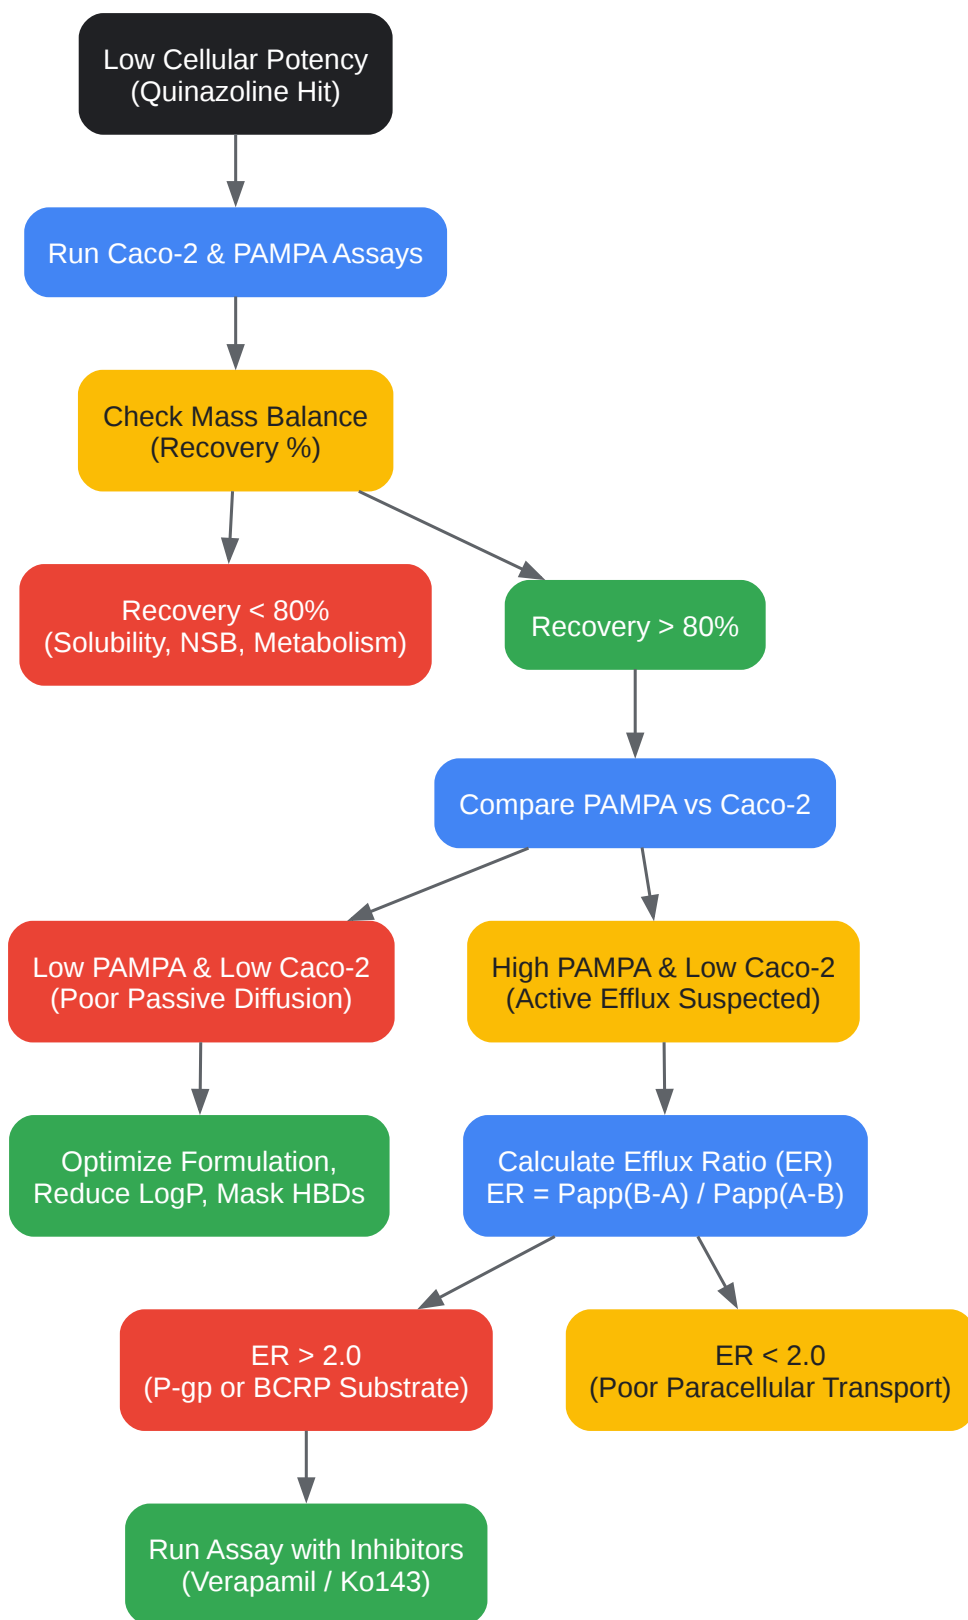 Low Cellular Potency
(Quinazoline Hit)
Run Caco-2 & PAMPA Assays
Check Mass Balance
(Recovery %)
Recovery < 80%
(Solubility, NSB, Metabolism)
Recovery > 80%
Compare PAMPA vs Caco-2
Low PAMPA & Low Caco-2
(Poor Passive Diffusion)
High PAMPA & Low Caco-2
(Active Efflux Suspected)
Optimize Formulation,
Reduce LogP, Mask HBDs
Calculate Efflux Ratio (ER)
ER = Papp(B-A) / Papp(A-B)
ER > 2.0
(P-gp or BCRP Substrate)
ER < 2.0
(Poor Paracellular Transport)
Run Assay with Inhibitors
(Verapamil / Ko143)